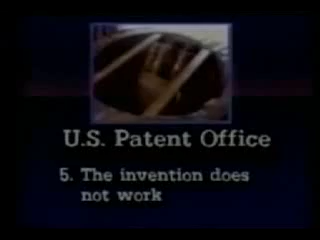 U.S. Patent Office
5. The invention does
not work